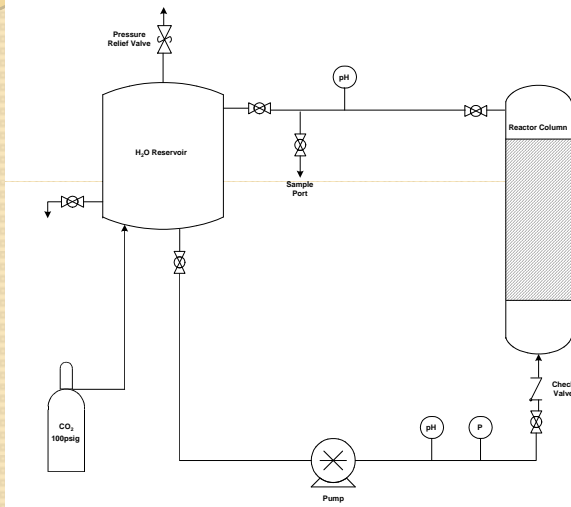 Pressure
Relief Valve
pH
Reactor Column
H₂O Reservoir
Sample
Port
Check
Valve
CO₂
100psig
pH
P
Pump